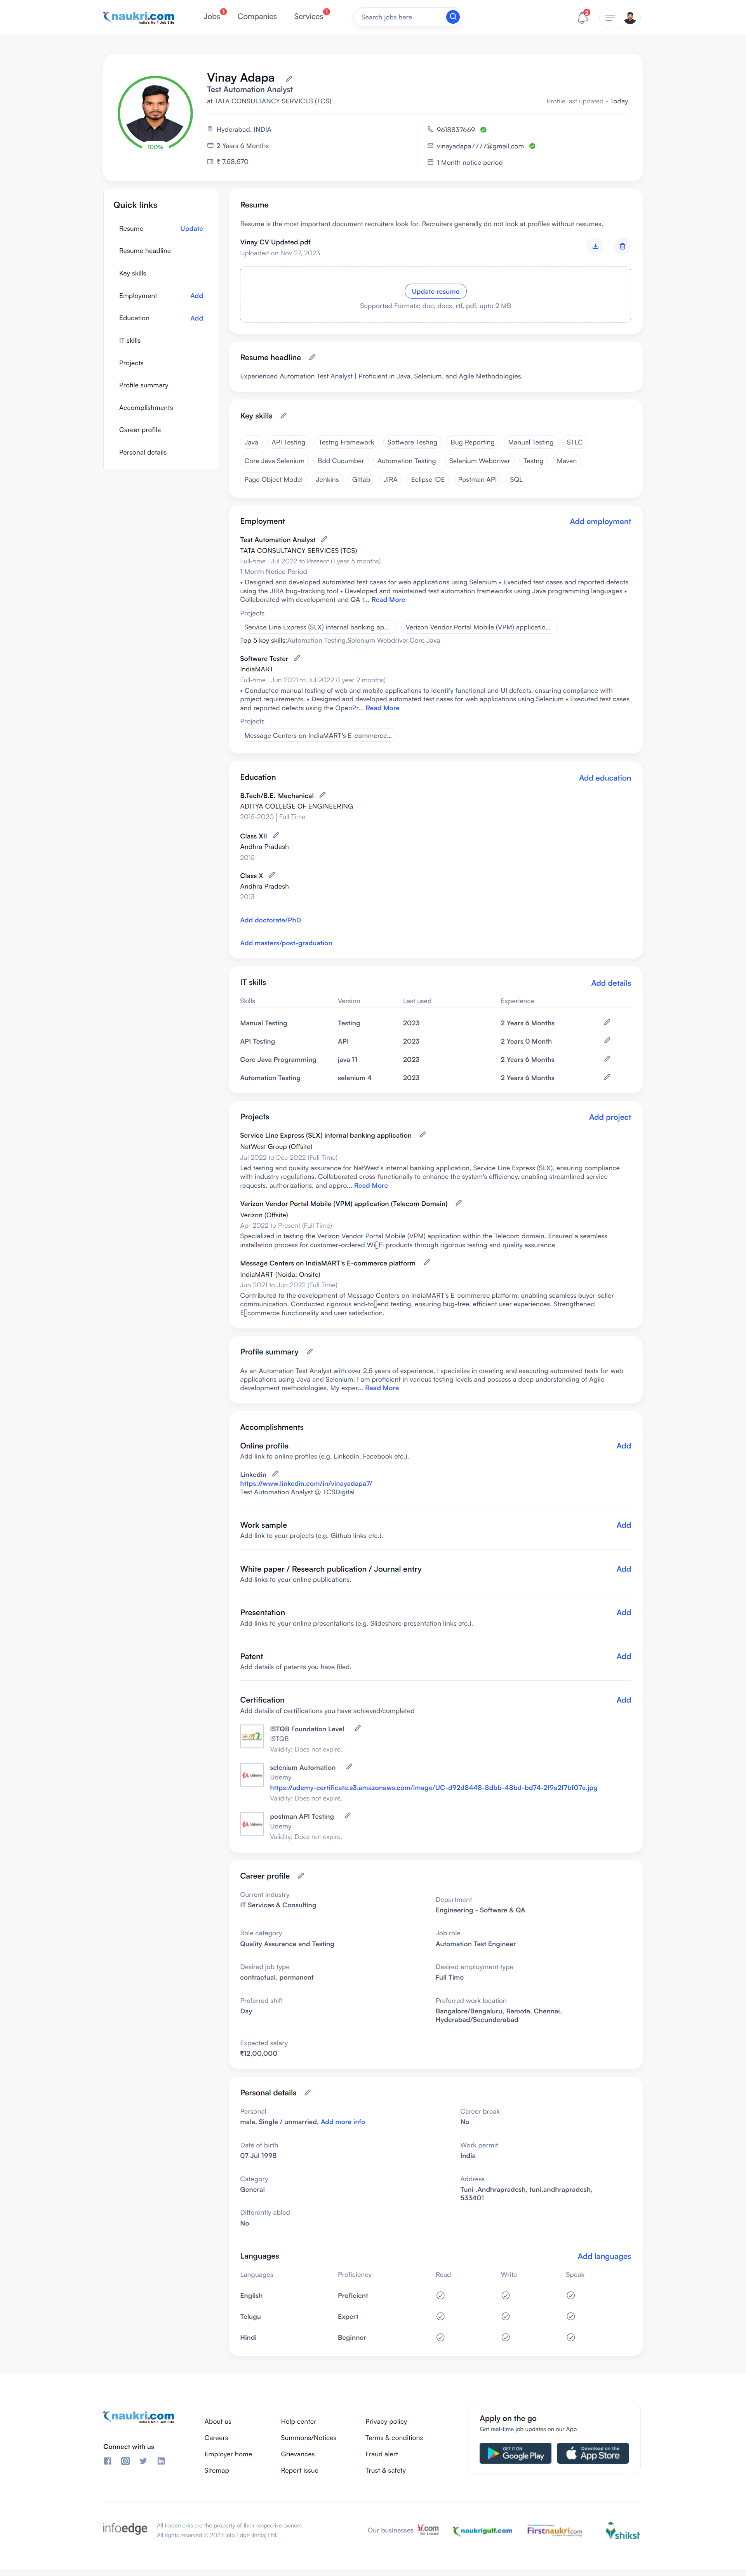 naukri.com
India's No 1 Job Site
Jobs 1
Companies
Services 1
Search jobs here
Vinay Adapa
Test Automation Analyst
at TATA CONSULTANCY SERVICES (TCS)
Profile last updated - Today
100%
Hyderabad, INDIA
2 Years 6 Months
₹ 7,58,570
9618837669
vinayadapa7777@gmail.com
1 Month notice period
Quick links
Resume Update
Resume headline
Key skills
Employment Add
Education Add
IT skills
Projects
Profile summary
Accomplishments
Career profile
Personal details
Resume
Resume is the most important document recruiters look for. Recruiters generally do not look at profiles without resumes.
Vinay CV Updated.pdf
Uploaded on Nov 27, 2023
Update resume
Supported Formats: doc, docx, rtf, pdf, upto 2 MB
Resume headline
Experienced Automation Test Analyst | Proficient in Java, Selenium, and Agile Methodologies.
Key skills
Java API Testing Testng Framework Software Testing Bug Reporting Manual Testing STLC
Core Java Selenium Bdd Cucumber Automation Testing Selenium Webdriver Testng Maven
Page Object Model Jenkins Gitlab JIRA Eclipse IDE Postman API SQL
Employment Add employment
Test Automation Analyst
TATA CONSULTANCY SERVICES (TCS)
Full-time | Jul 2022 to Present (1 year 5 months)
1 Month Notice Period
• Designed and developed automated test cases for web applications using Selenium • Executed test cases and reported defects
using the JIRA bug-tracking tool • Developed and maintained test automation frameworks using Java programming languages •
Collaborated with development and QA t... Read More
Projects
Service Line Express (SLX) internal banking ap... Verizon Vendor Portal Mobile (VPM) applicatio...
Top 5 key skills:Automation Testing,Selenium Webdriver,Core Java
Software Tester
IndiaMART
Full-time | Jun 2021 to Jul 2022 (1 year 2 months)
• Conducted manual testing of web and mobile applications to identify functional and UI defects, ensuring compliance with
project requirements. • Designed and developed automated test cases for web applications using Selenium • Executed test cases
and reported defects using the OpenPr... Read More
Projects
Message Centers on IndiaMART's E-commerce...
Education Add education
B.Tech/B.E. Mechanical
ADITYA COLLEGE OF ENGINEERING
2015-2020 | Full Time
Class XII
Andhra Pradesh
2015
Class X
Andhra Pradesh
2013
Add doctorate/PhD
Add masters/post-graduation
IT skills Add details
Skills Version Last used Experience
Manual Testing Testing 2023 2 Years 6 Months
API Testing API 2023 2 Years 0 Month
Core Java Programming java 11 2023 2 Years 6 Months
Automation Testing selenium 4 2023 2 Years 6 Months
Projects Add project
Service Line Express (SLX) internal banking application
NatWest Group (Offsite)
Jul 2022 to Dec 2022 (Full Time)
Led testing and quality assurance for NatWest's internal banking application, Service Line Express (SLX), ensuring compliance
with industry regulations. Collaborated cross-functionally to enhance the system's efficiency, enabling streamlined service
requests, authorizations, and appro... Read More
Verizon Vendor Portal Mobile (VPM) application (Telecom Domain)
Verizon (Offsite)
Apr 2022 to Present (Full Time)
Specialized in testing the Verizon Vendor Portal Mobile (VPM) application within the Telecom domain. Ensured a seamless
installation process for customer-ordered Wi▯Fi products through rigorous testing and quality assurance
Message Centers on IndiaMART's E-commerce platform
IndiaMART (Noida: Onsite)
Jun 2021 to Jun 2022 (Full Time)
Contributed to the development of Message Centers on IndiaMART's E-commerce platform, enabling seamless buyer-seller
communication. Conducted rigorous end-to▯end testing, ensuring bug-free, efficient user experiences. Strengthened
E▯commerce functionality and user satisfaction.
Profile summary
As an Automation Test Analyst with over 2.5 years of experience, I specialize in creating and executing automated tests for web
applications using Java and Selenium. I am proficient in various testing levels and possess a deep understanding of Agile
development methodologies. My exper... Read More
Accomplishments
Online profile Add
Add link to online profiles (e.g. Linkedin, Facebook etc.).
Linkedin
https://www.linkedin.com/in/vinayadapa7/
Test Automation Analyst @ TCSDigital
Work sample Add
Add link to your projects (e.g. Github links etc.).
White paper / Research publication / Journal entry Add
Add links to your online publications.
Presentation Add
Add links to your online presentations (e.g. Slideshare presentation links etc.).
Patent Add
Add details of patents you have filed.
Certification Add
Add details of certifications you have achieved/completed
ISTQB Foundation Level
ISTQB
Validity: Does not expire.
Udemy
selenium Automation
Udemy
https://udemy-certificate.s3.amazonaws.com/image/UC-d92d8448-8dbb-48bd-bd74-2f9a2f7bf07e.jpg
Validity: Does not expire.
Udemy
postman API Testing
Udemy
Validity: Does not expire.
Career profile
Current industry
IT Services & Consulting
Department
Engineering - Software & QA
Role category
Quality Assurance and Testing
Job role
Automation Test Engineer
Desired job type
contractual, permanent
Desired employment type
Full Time
Preferred shift
Day
Preferred work location
Bangalore/Bengaluru, Remote, Chennai,
Hyderabad/Secunderabad
Expected salary
₹12,00,000
Personal details
Personal
male, Single / unmarried, Add more info
Career break
No
Date of birth
07 Jul 1998
Work permit
India
Category
General
Address
Tuni ,Andhrapradesh, tuni,andhrapradesh,
533401
Differently abled
No
Languages Add languages
Languages Proficiency Read Write Speak
English Proficient
Telugu Expert
Hindi Beginner
naukri.com
India's No 1 Job Site
Connect with us
About us
Careers
Employer home
Sitemap
Help center
Summons/Notices
Grievances
Report issue
Privacy policy
Terms & conditions
Fraud alert
Trust & safety
Apply on the go
Get real-time job updates on our App
GET IT ON
Google Play
Download on the
App Store
infoedge
All trademarks are the property of their respective owners
All rights reserved © 2023 Info Edge (India) Ltd.
Our businesses
naukrigulf.com
Firstnaukri.com
shikst